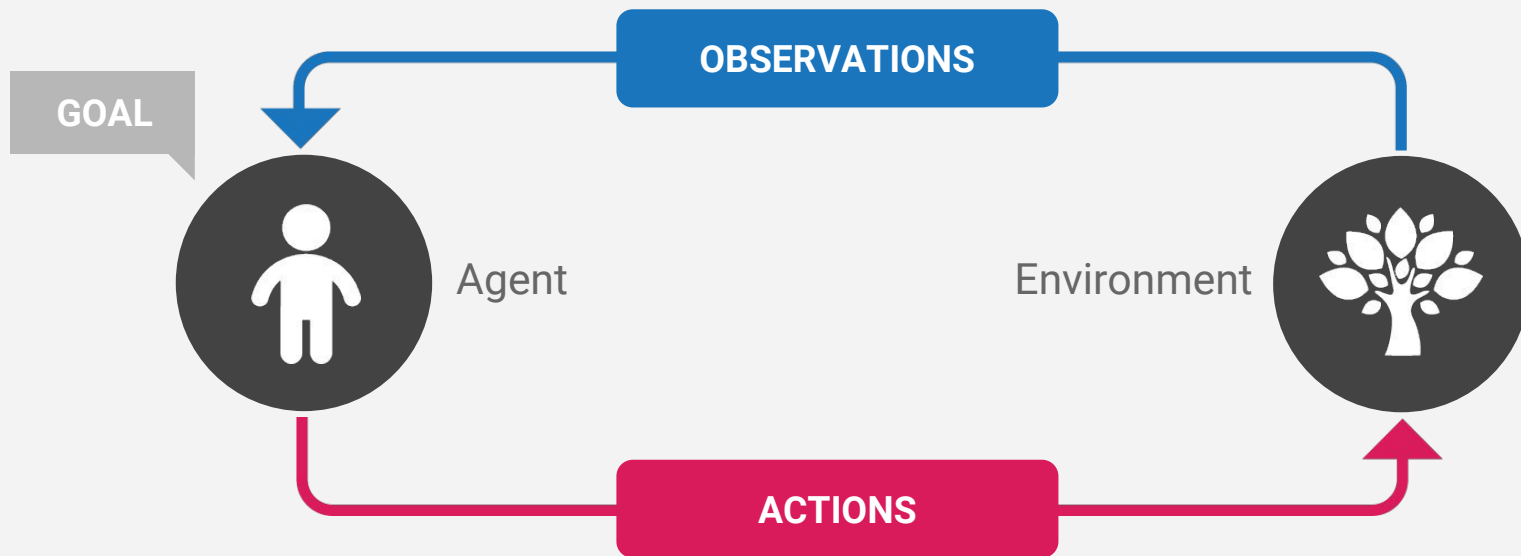 OBSERVATIONS
GOAL
Agent
Environment
ACTIONS